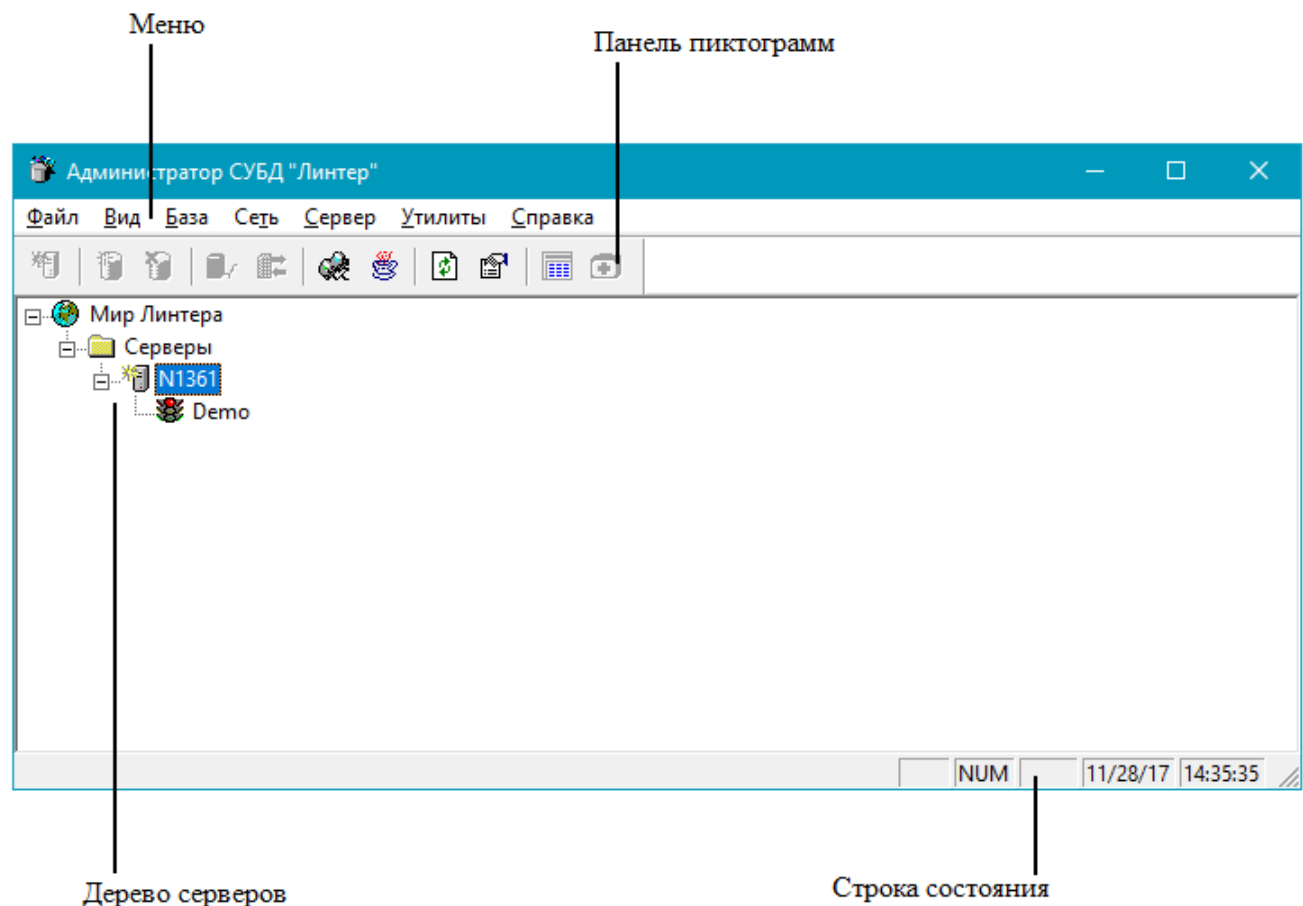 Меню
Панель пиктограмм
Администратор СУБД "Линтер"
Файл Вид База Сеть Сервер Утилиты Справка
Мир Линтера
Серверы
N1361
Demo
NUM 11/28/17 14:35:35
Дерево серверов
Строка состояния